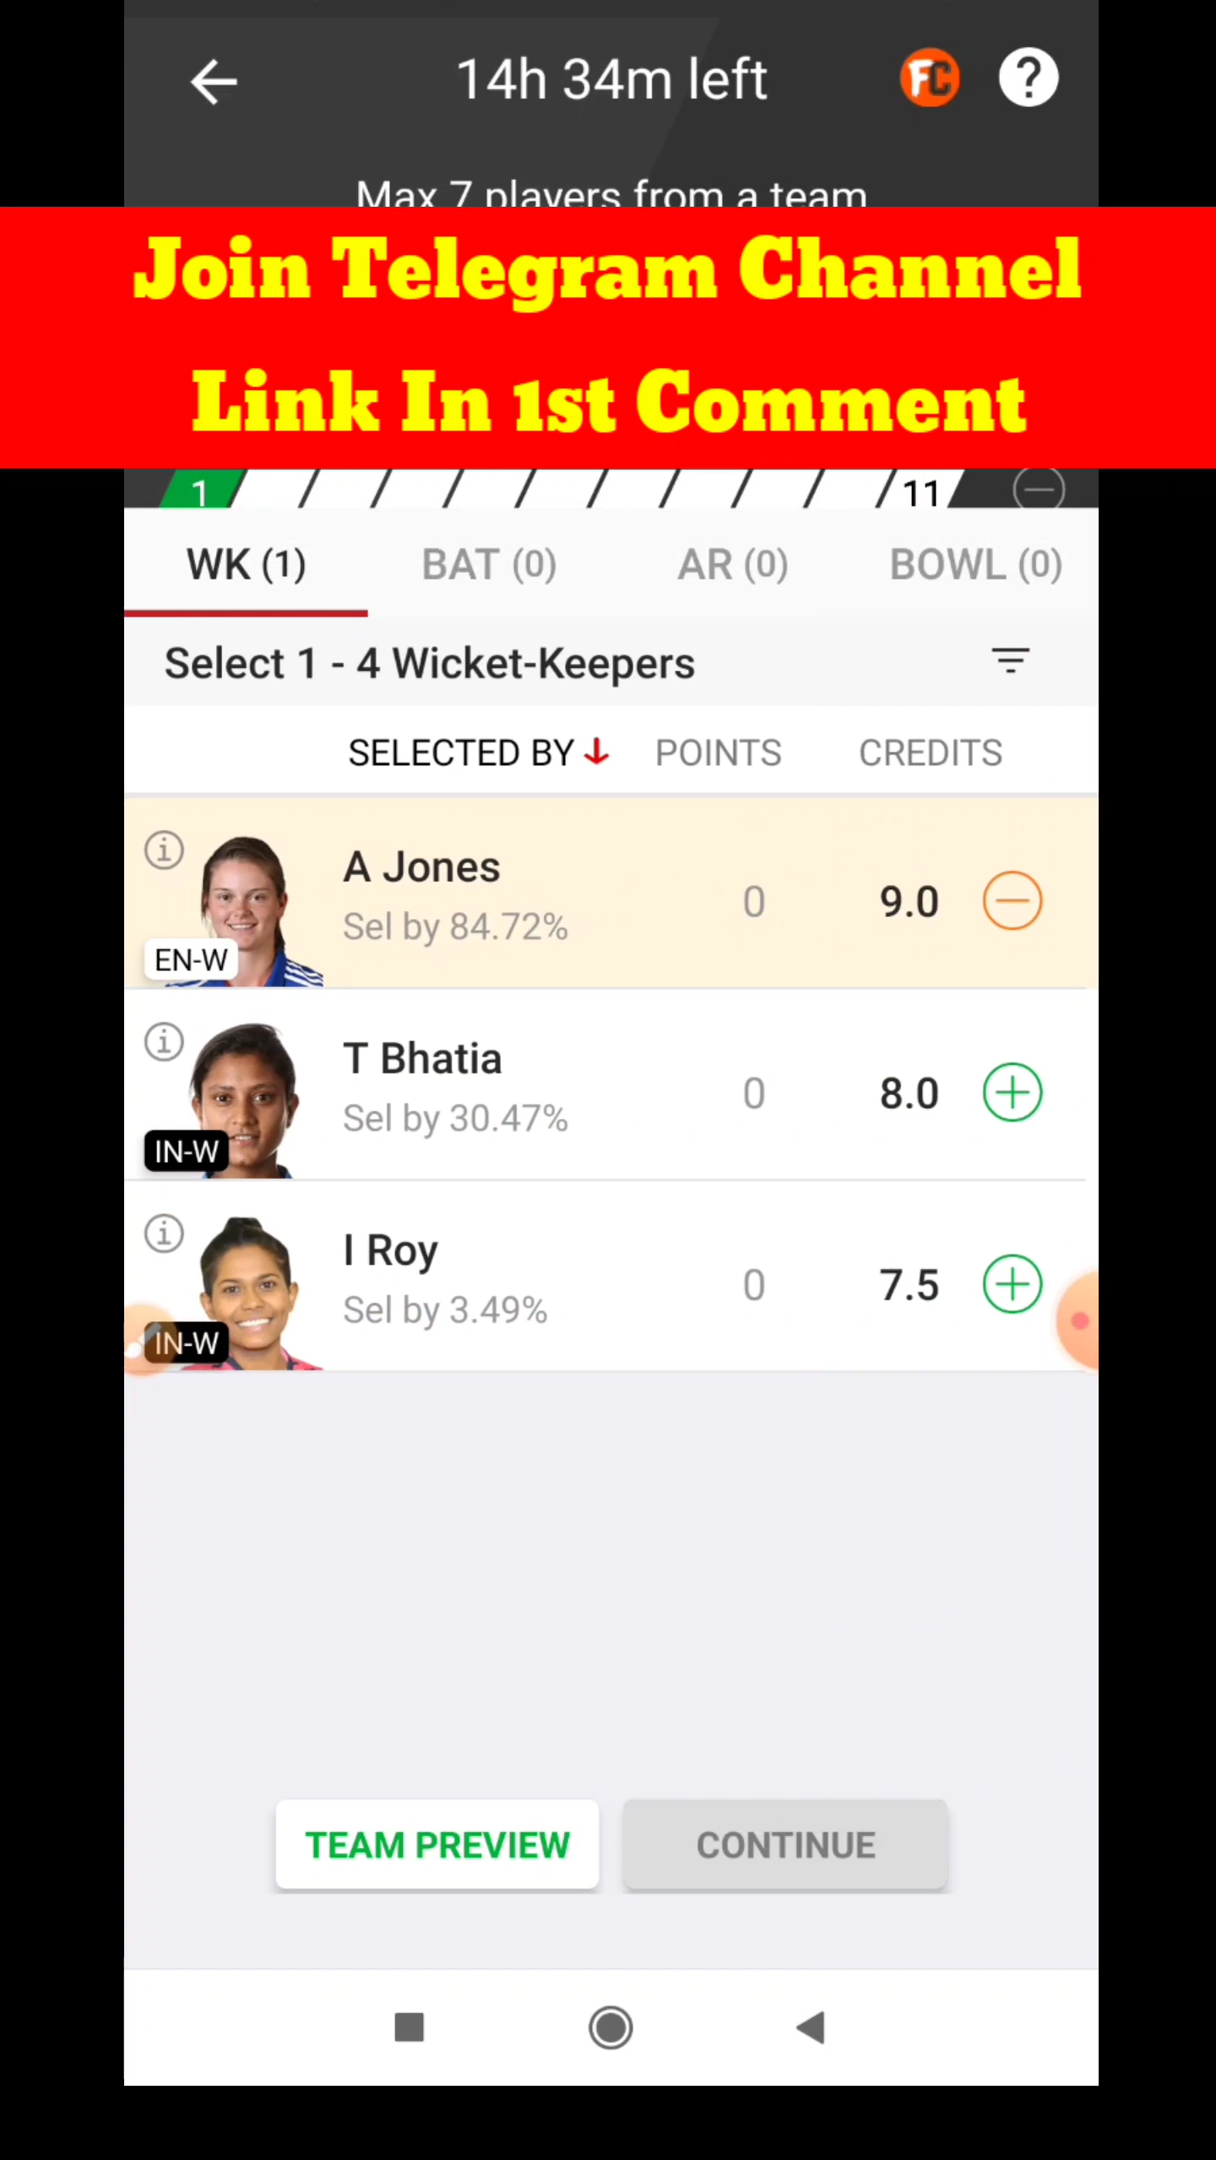 14h 34m left
FC
?
Max 7 players from a team
Join Telegram Channel
Link In 1st Comment
1
11
WK (1)
BAT (0)
AR (0)
BOWL (0)
Select 1 - 4 Wicket-Keepers
SELECTED BY
POINTS
CREDITS
A Jones
Sel by 84.72%
0
9.0
EN-W
T Bhatia
Sel by 30.47%
0
8.0
IN-W
I Roy
Sel by 3.49%
0
7.5
IN-W
TEAM PREVIEW
CONTINUE